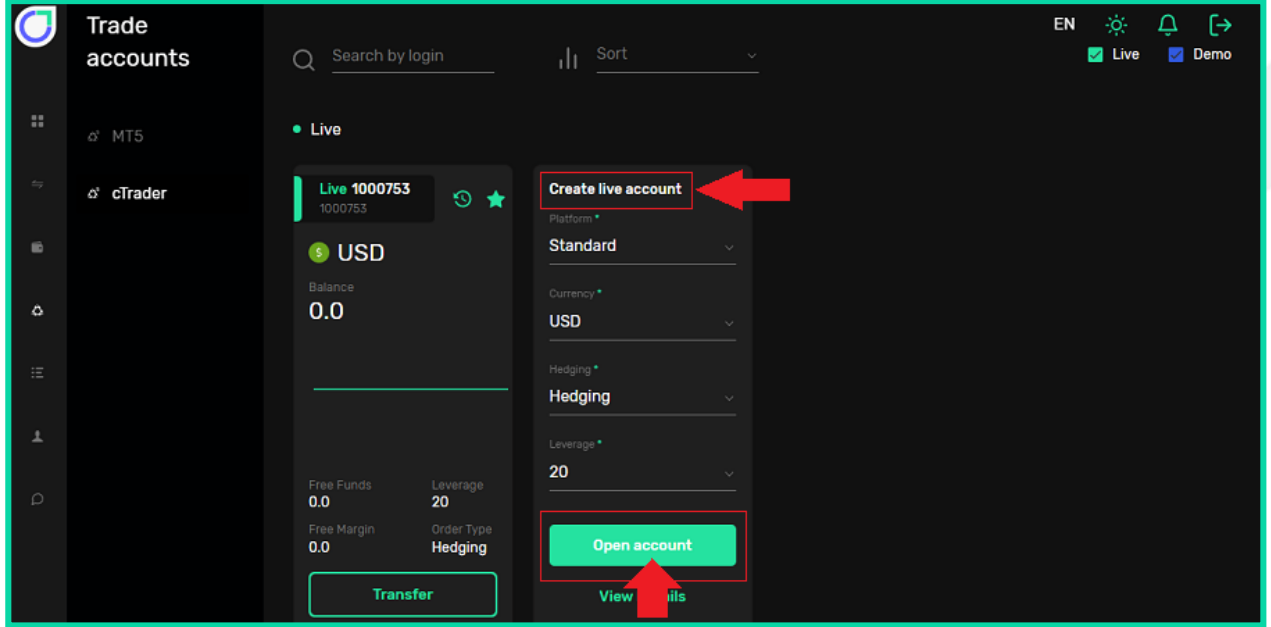 Trade
accounts
MT5
cTrader
Search by login
Sort
EN
Live
Demo
Live
Live 1000753
1000753
USD
Balance
0.0
Free Funds
0.0
Leverage
20
Free Margin
0.0
Order Type
Hedging
Transfer
Create live account
Platform *
Standard
Currency *
USD
Hedging *
Hedging
Leverage *
20
Open account
View